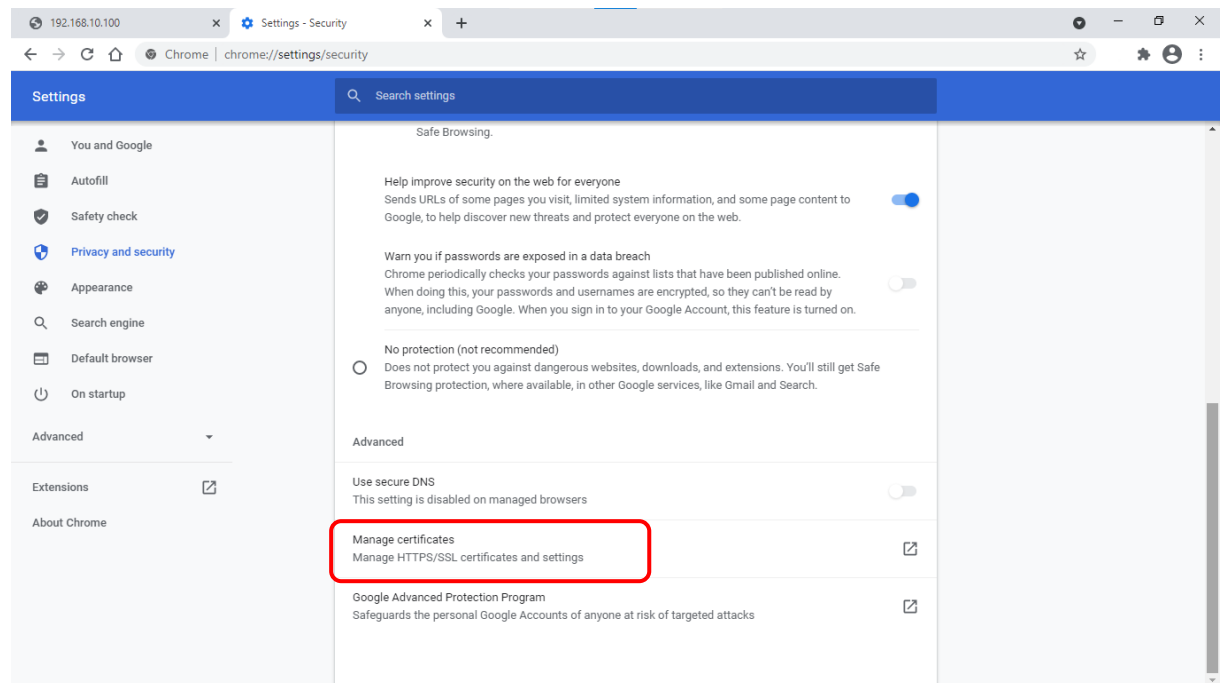 192.168.10.100
Settings - Security
Chrome | chrome://settings/security
Settings
Search settings
You and Google
Autofill
Safety check
Privacy and security
Appearance
Search engine
Default browser
On startup
Advanced
Extensions
About Chrome
Safe Browsing.
Help improve security on the web for everyone
Sends URLs of some pages you visit, limited system information, and some page content to
Google, to help discover new threats and protect everyone on the web.
Warn you if passwords are exposed in a data breach
Chrome periodically checks your passwords against lists that have been published online.
When doing this, your passwords and usernames are encrypted, so they can't be read by
anyone, including Google. When you sign in to your Google Account, this feature is turned on.
No protection (not recommended)
Does not protect you against dangerous websites, downloads, and extensions. You'll still get Safe
Browsing protection, where available, in other Google services, like Gmail and Search.
Advanced
Use secure DNS
This setting is disabled on managed browsers
Manage certificates
Manage HTTPS/SSL certificates and settings
Google Advanced Protection Program
Safeguards the personal Google Accounts of anyone at risk of targeted attacks